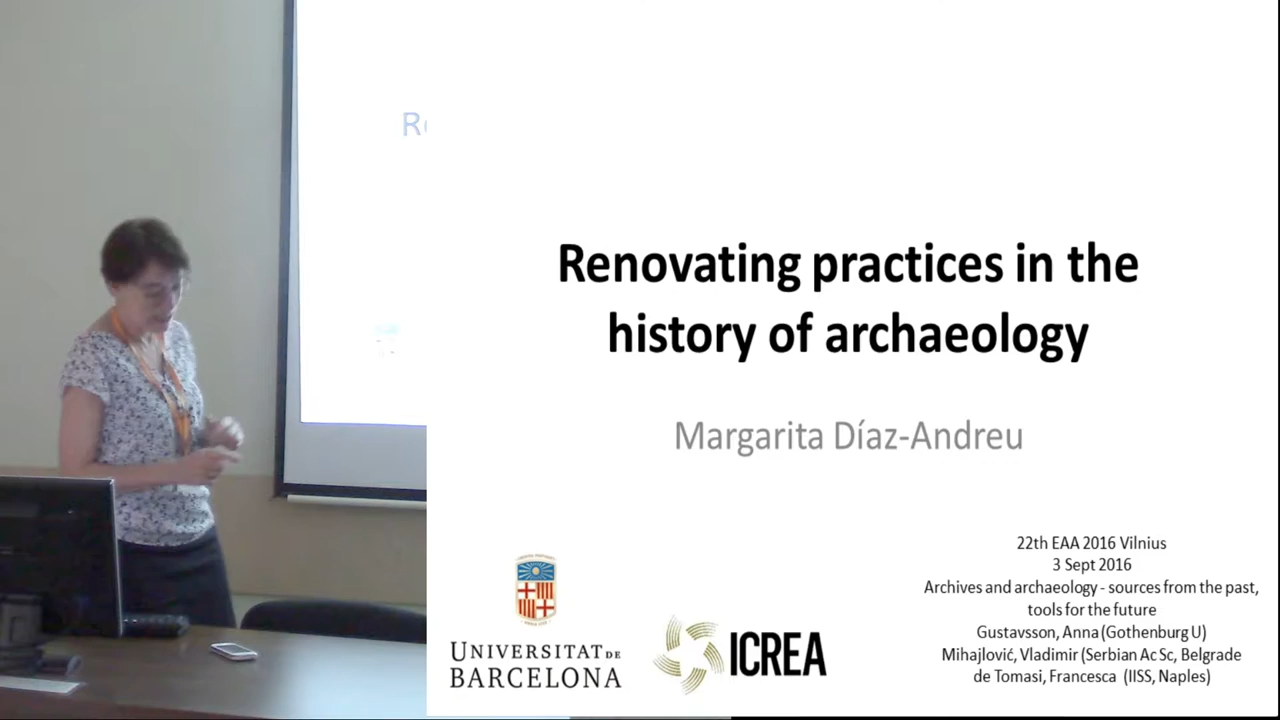 Re
Renovating practices in the
history of archaeology
Margarita Díaz-Andreu
22th EAA 2016 Vilnius
3 Sept 2016
Archives and archaeology - sources from the past,
tools for the future
Gustavsson, Anna (Gothenburg U)
Mihajlović, Vladimir (Serbian Ac Sc, Belgrade
de Tomasi, Francesca (IISS, Naples)
UNIVERSITAT DE
BARCELONA
ICREA